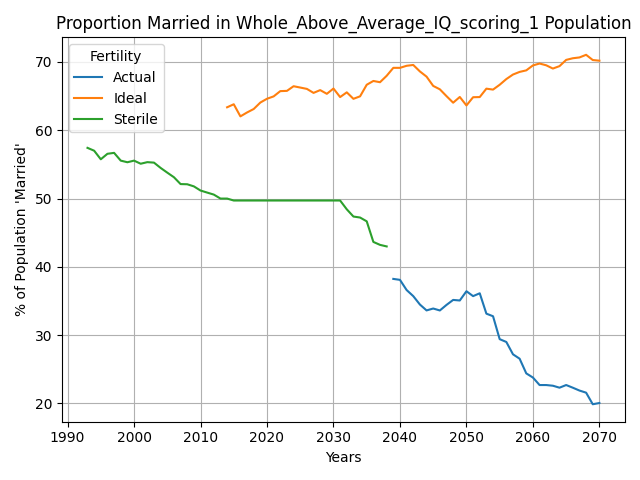 Proportion Married in Whole_Above_Average_IQ_scoring_1 Population
% of Population 'Married'
Fertility
Actual
Ideal
Sterile
70
60
50
40
30
20
1990 2000 2010 2020 2030 2040 2050 2060 2070
Years